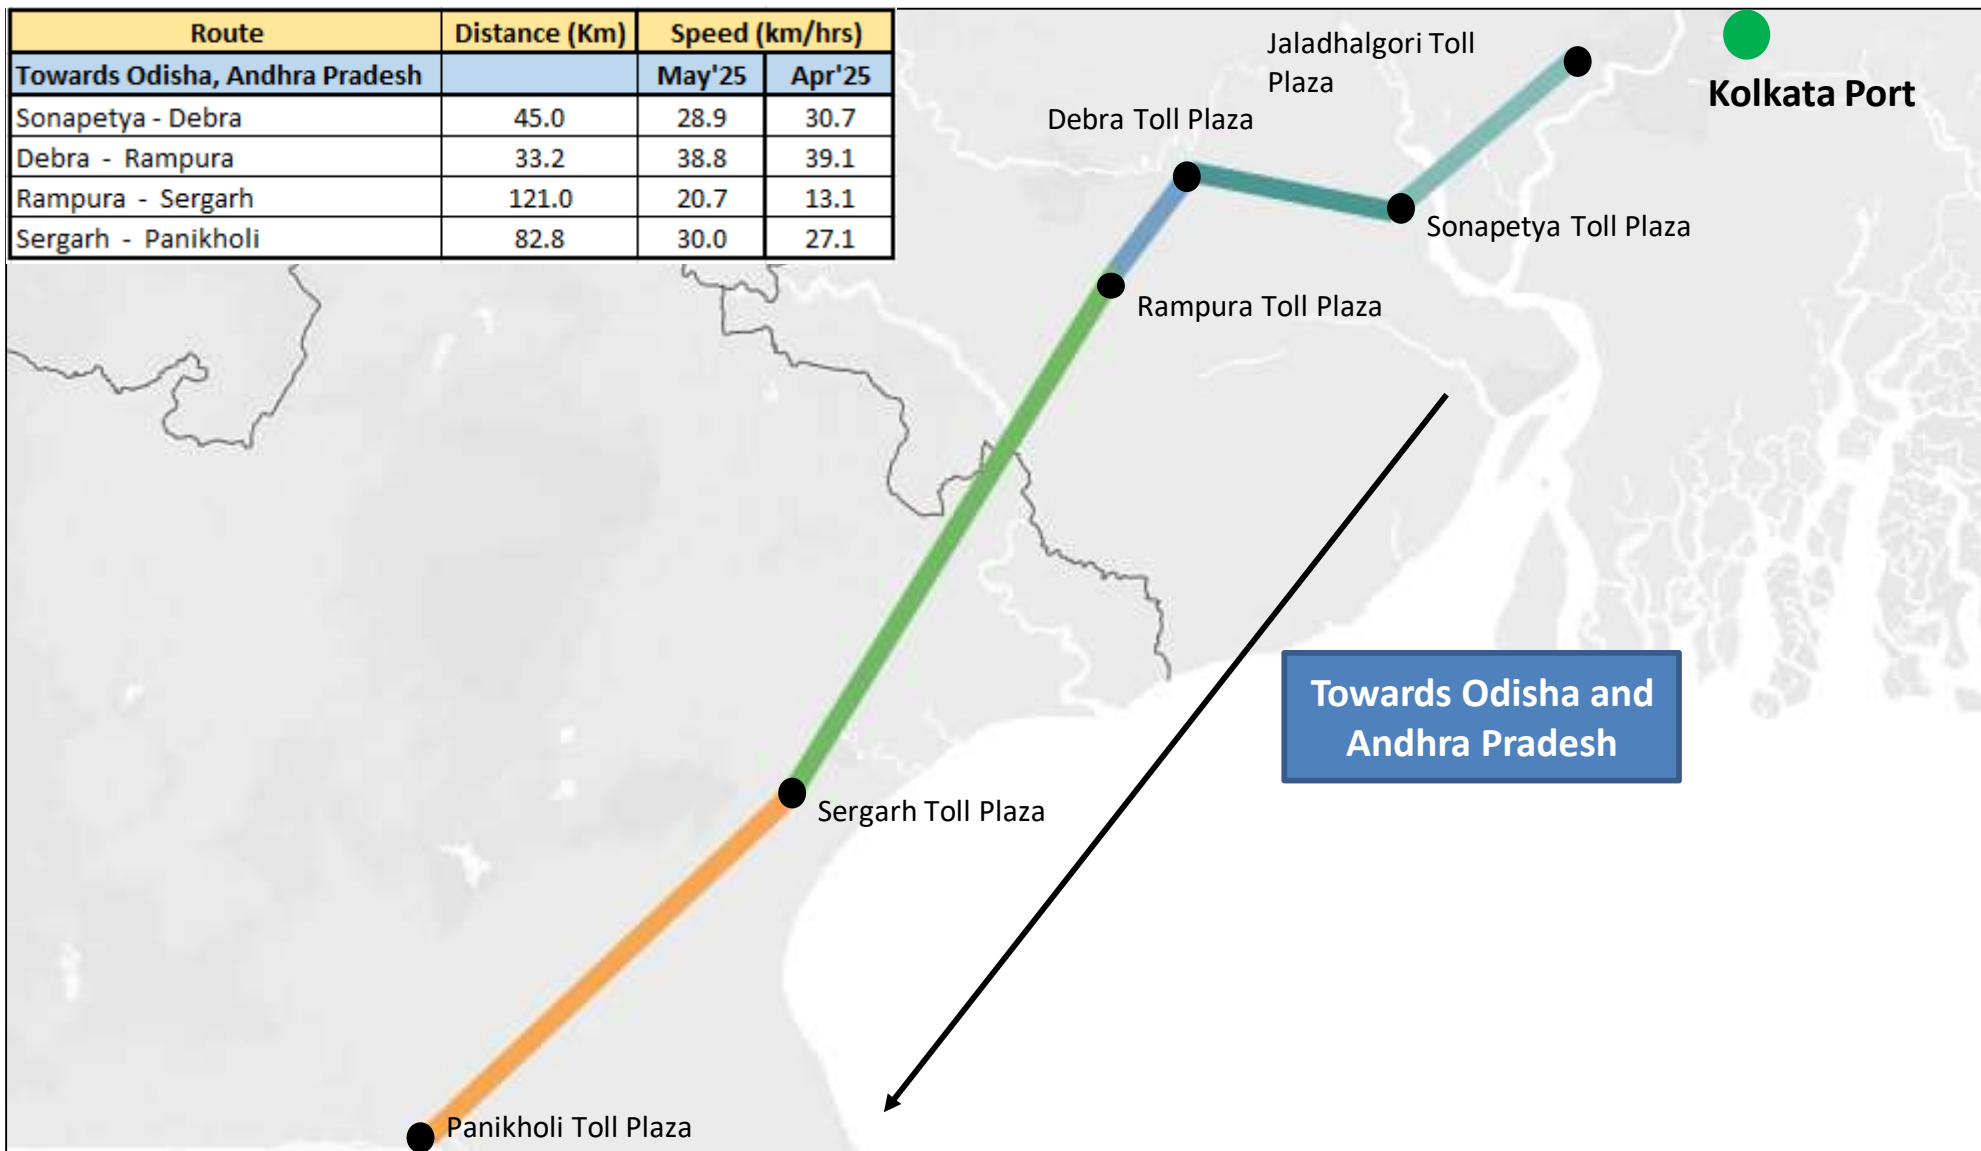 Route Distance (Km) Speed (km/hrs)
Towards Odisha, Andhra Pradesh May'25 Apr'25
Sonapetya - Debra 45.0 28.9 30.7
Debra - Rampura 33.2 38.8 39.1
Rampura - Sergarh 121.0 20.7 13.1
Sergarh - Panikholi 82.8 30.0 27.1
Jaladhalgori Toll
Plaza
Kolkata Port
Debra Toll Plaza
Sonapetya Toll Plaza
Rampura Toll Plaza
Towards Odisha and
Andhra Pradesh
Sergarh Toll Plaza
Panikholi Toll Plaza